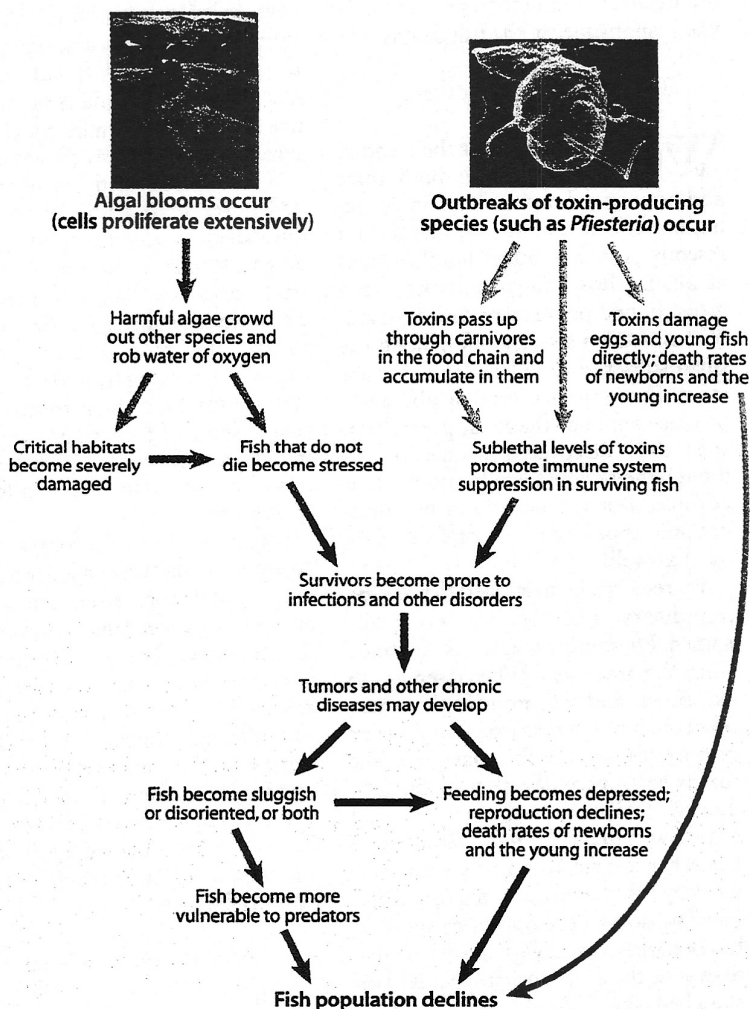 Algal blooms occur
(cells proliferate extensively)
Outbreaks of toxin-producing
species (such as Pfiesteria) occur
Harmful algae crowd
out other species and
rob water of oxygen
Toxins pass up
through carnivores
in the food chain and
accumulate in them
Toxins damage
eggs and young fish
directly; death rates
of newborns and the
young increase
Critical habitats
become severely
damaged
Fish that do not
die become stressed
Sublethal levels of toxins
promote immune system
suppression in surviving fish
Survivors become prone to
infections and other disorders
Tumors and other chronic
diseases may develop
Fish become sluggish
or disoriented, or both
Feeding becomes depressed;
reproduction declines;
death rates of newborns
and the young increase
Fish become more
vulnerable to predators
Fish population declines